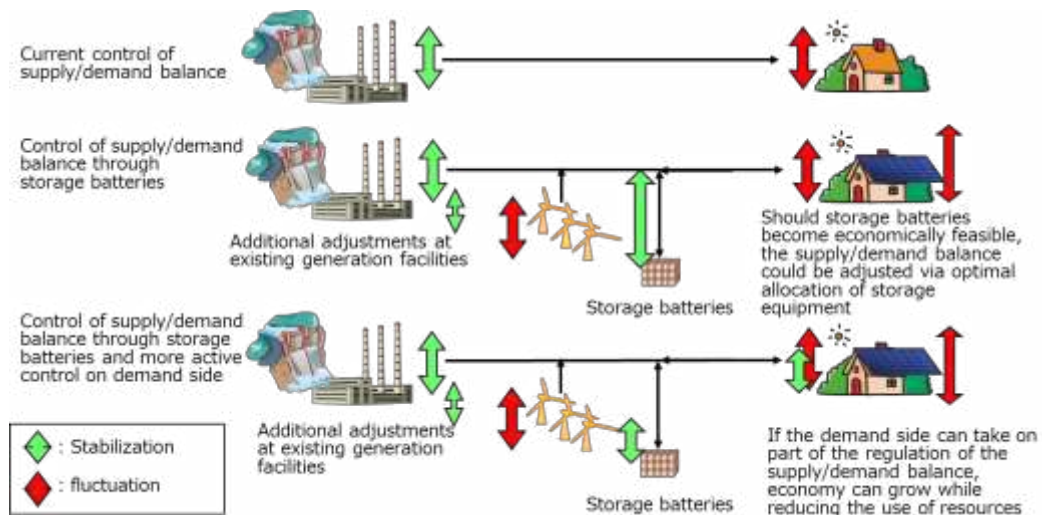 Current control of
supply/demand balance
Control of supply/demand
balance through
storage batteries
Additional adjustments at
existing generation facilities
Storage batteries
Should storage batteries
become economically feasible,
the supply/demand balance
could be adjusted via optimal
allocation of storage
equipment
Control of supply/demand
balance through storage
batteries and more active
control on demand side
Additional adjustments
at existing generation
facilities
Storage batteries
If the demand side can take on
part of the regulation of the
supply/demand balance,
economy can grow while
reducing the use of resources
: Stabilization
: fluctuation